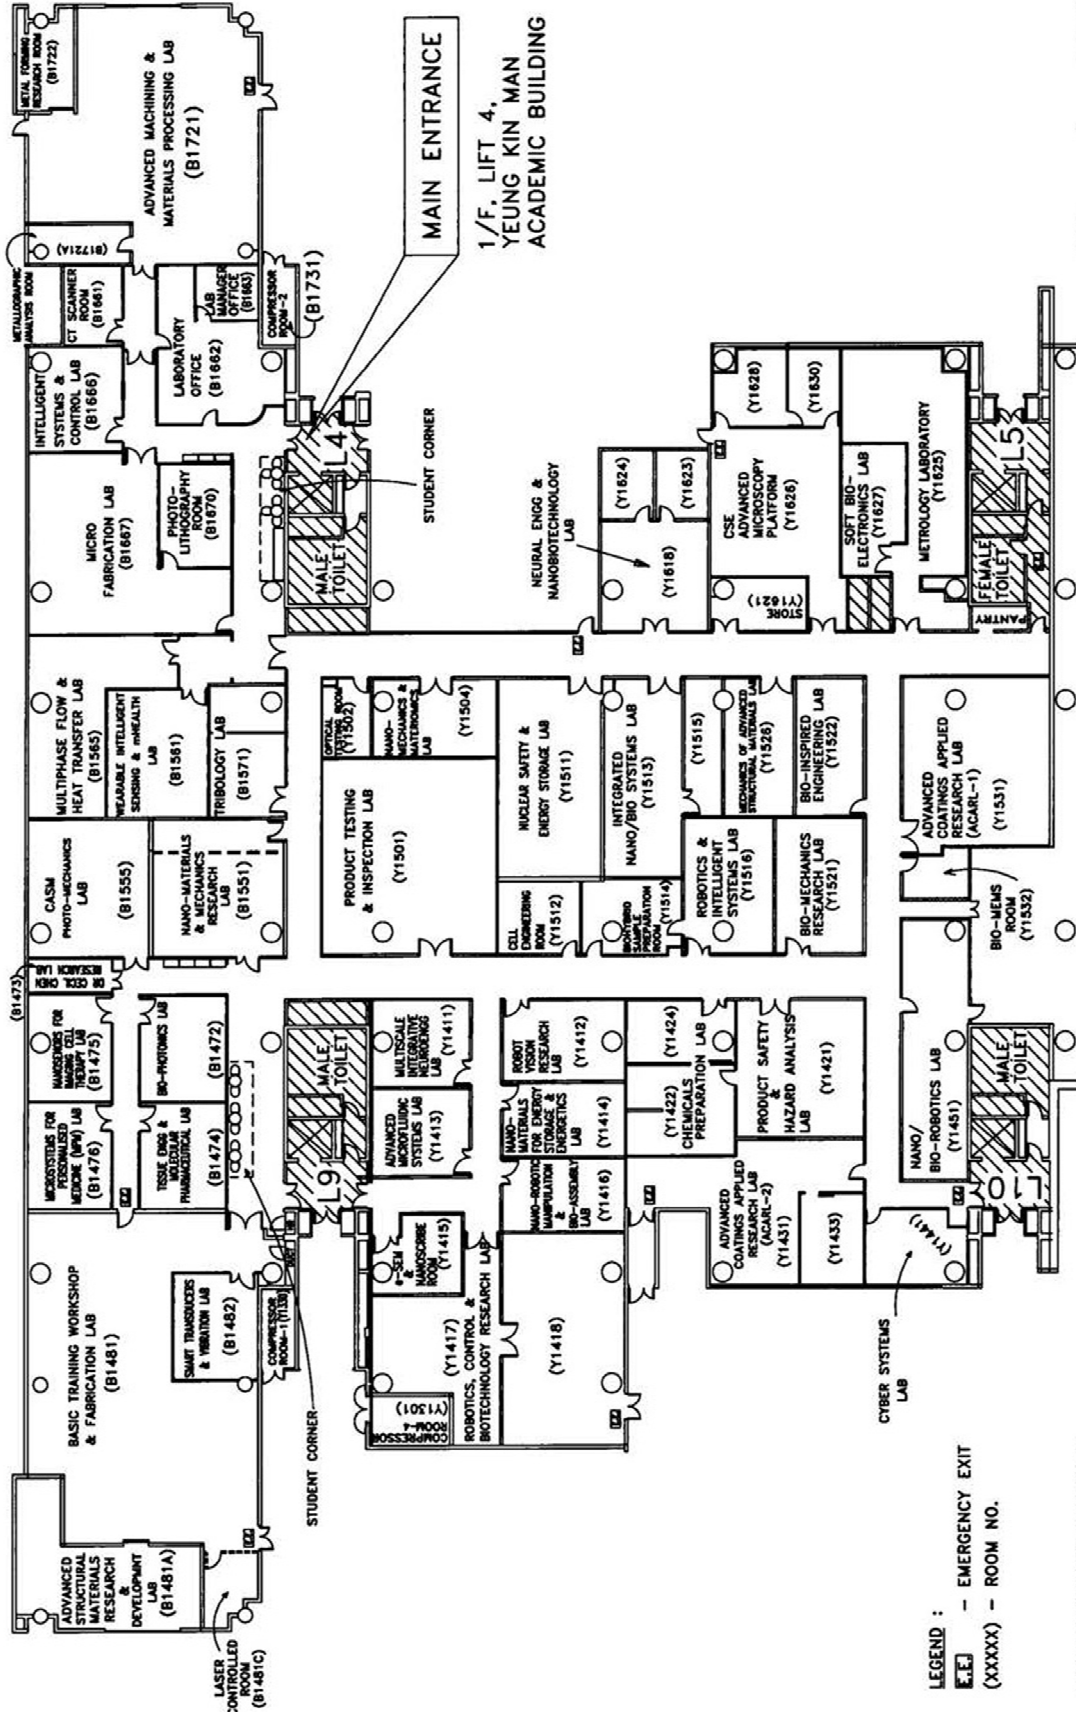 METAL FORMING
RESEARCH ROOM
(B1722)
ADVANCED MACHINING &
MATERIALS PROCESSING LAB
(B1721)
(B1721A)
METALLOGRAPHIC
ANALYSIS ROOM
CT SCANNER
ROOM
(B1661)
LAB
MANAGER
OFFICE
(B1663)
COMPRESSOR
ROOM-2
(B1731)
LABORATORY
OFFICE
(B1662)
INTELLIGENT
SYSTEMS &
CONTROL LAB
(B1666)
MAIN ENTRANCE
1/F, LIFT 4,
YEUNG KIN MAN
ACADEMIC BUILDING
MICRO
FABRICATION LAB
(B1667)
PHOTO-
LITHOGRAPHY
ROOM
(B1670)
L4
MALE
TOILET
STUDENT CORNER
MULTIPHASE FLOW &
HEAT TRANSFER LAB
(B1565)
WEARABLE INTELLIGENT
SENSING & mHEALTH
LAB
(B1561)
TRIBOLOGY LAB
(B1571)
CASM
PHOTO-MECHANICS
LAB
(B1555)
NANO-MATERIALS
& MECHANICS
RESEARCH
LAB
(B1551)
(B1473)
DR CECIL CHEN
RESEARCH LAB
NANOSENSORS FOR
IMAGING CELL
THERAPY LAB
(B1475)
BIO-PHOTONICS LAB
(B1472)
MICROSYSTEMS FOR
PERSONALISED
MEDICINE (MPM) LAB
(B1476)
TISSUE ENGG &
MOLECULAR
PHARMACEUTICAL LAB
(B1474)
E.E.
BASIC TRAINING WORKSHOP
& FABRICATION LAB
(B1481)
SMART TRANSDUCERS
& VIBRATION LAB
(B1482)
COMPRESSOR
ROOM-1(Y1330)
DUCT
HR
ADVANCED
STRUCTURAL
MATERIALS
RESEARCH
&
DEVELOPMNT
LAB
(B1481A)
LASER
CONTROLLED
ROOM
(B1481C)
STUDENT CORNER
MALE
TOILET
L9
NEURAL ENGG &
NANOBIOTECHNOLOGY
LAB
(Y1624)
(Y1623)
(Y1618)
(Y1628)
(Y1630)
CSE
ADVANCED
MICROSCOPY
PLATFORM
(Y1626)
STORE
(Y1621)
SOFT BIO-
ELECTRONICS LAB
(Y1627)
METROLOGY LABORATORY
(Y1625)
L5
FEMALE
TOILET
PANTRY
OPTICAL
TESTING ROOM
(Y1502)
NANO-
MECHANICS &
MATERIOMICS
LAB
(Y1504)
PRODUCT TESTING
& INSPECTION LAB
(Y1501)
NUCLEAR SAFETY &
ENERGY STORAGE LAB
(Y1511)
CELL
ENGINEERING
ROOM
(Y1512)
INTEGRATED
NANO/BIO SYSTEMS LAB
(Y1513)
BIOHYBRID
SAMPLE
PREPARATION
ROOM
(Y1514)
(Y1515)
ROBOTICS &
INTELLIGENT
SYSTEMS LAB
(Y1516)
MECHANICS OF ADVANCED
STRUCTURAL MATERIALS LAB
(Y1526)
BIO-INSPIRED
ENGINEERING LAB
(Y1522)
BIO-MECHANICS
RESEARCH LAB
(Y1521)
ADVANCED
COATINGS APPLIED
RESEARCH LAB
(ACARL-1)
(Y1531)
BIO-MEMS
ROOM
(Y1532)
MULTISCALE
INTEGRATIVE
NEUROENGG
LAB
(Y1411)
ADVANCED
MICROFLUIDIC
SYSTEMS LAB
(Y1413)
ROBOT
VISION
RESEARCH
LAB
(Y1412)
NANO-
MATERIALS
FOR ENERGY
STORAGE &
ENERGETICS
LAB
(Y1414)
NANO-ROBOTIC
MANIPULATION
&
BIO-ASSEMBLY
LAB
(Y1416)
(Y1424)
(Y1422)
CHEMICALS
PREPARATION LAB
PRODUCT SAFETY
&
HAZARD ANALYSIS
LAB
(Y1421)
ADVANCED
COATINGS APPLIED
RESEARCH LAB
(ACARL-2)
(Y1431)
(Y1433)
NANO/
BIO-ROBOTICS LAB
(Y1451)
MALE
TOILET
L10
(Y1441)
CYBER SYSTEMS
LAB
e-SEM
&
NANOSCRIBE
ROOM
(Y1415)
(Y1417)
ROBOTICS, CONTROL &
BIOTECHNOLOGY RESEARCH LAB
(Y1418)
COMPRESSOR
ROOM-4
(Y1301)
LEGEND :
E.E. - EMERGENCY EXIT
(XXXXX) - ROOM NO.